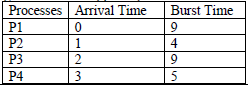 Processes Arrival Time Burst Time
P1 0 9
P2 1 4
P3 2 9
P4 3 5